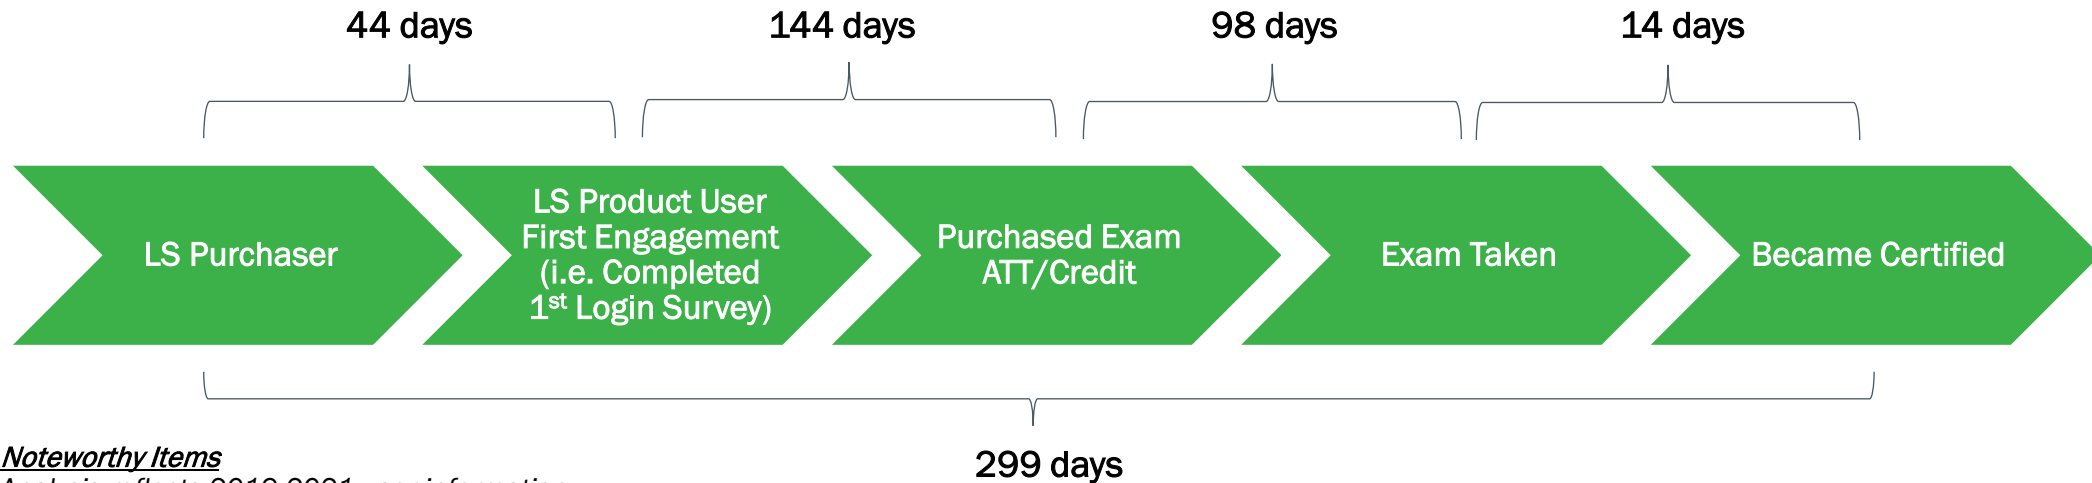 44 days
144 days
98 days
14 days
LS Purchaser
LS Product User
First Engagement
(i.e. Completed
1st Login Survey)
Purchased Exam
ATT/Credit
Exam Taken
Became Certified
299 days
Noteworthy Items